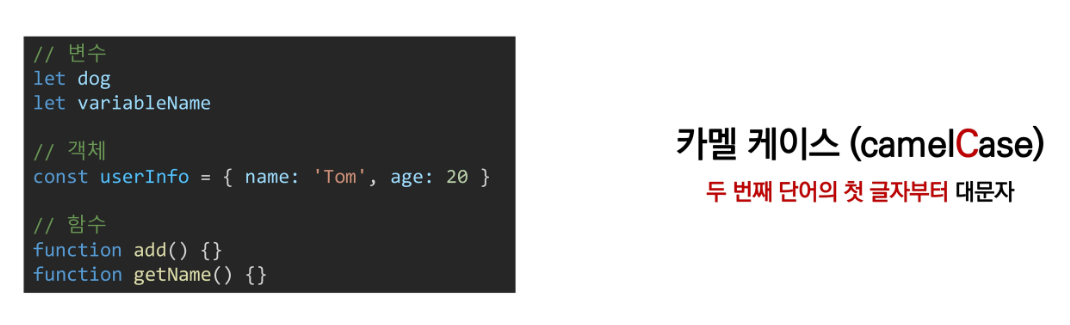 // 변수
let dog
let variableName
// 객체
const userInfo = { name: 'Tom', age: 20 }
// 함수
function add() {}
function getName() {}
카멜 케이스 (camelCase)
두 번째 단어의 첫 글자부터 대문자